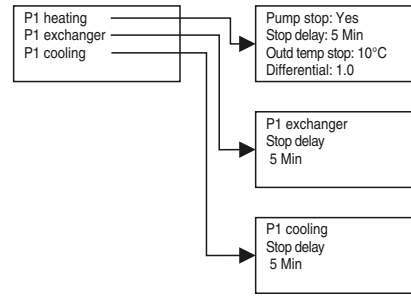 P1 heating
P1 exchanger
P1 cooling
Pump stop: Yes
Stop delay: 5 Min
Outd temp stop: 10°C
Differential: 1.0
P1 exchanger
Stop delay
5 Min
P1 cooling
Stop delay
5 Min